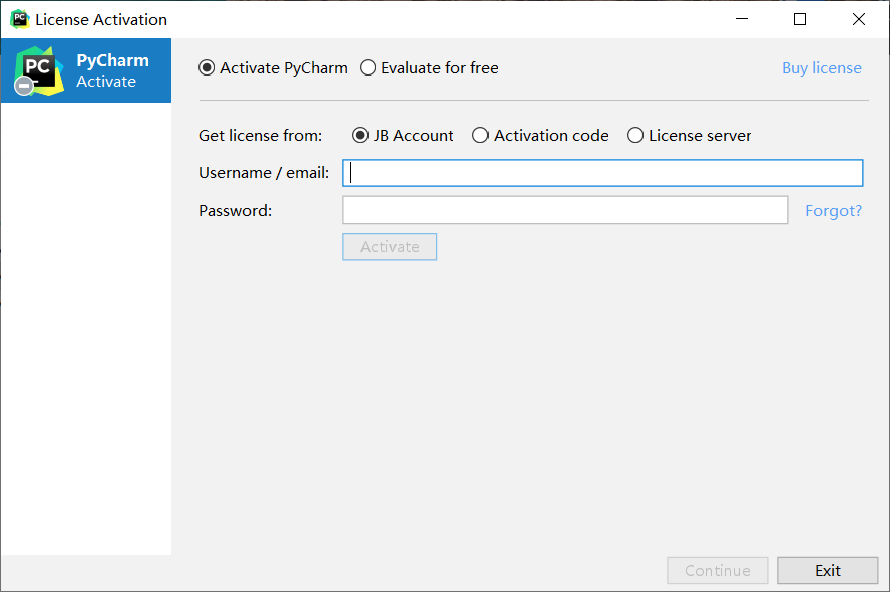 License Activation
PyCharm
Activate
Activate PyCharm Evaluate for free Buy license
Get license from: JB Account Activation code License server
Username / email:
Password: Forgot?
Activate
Continue Exit
PC
PC